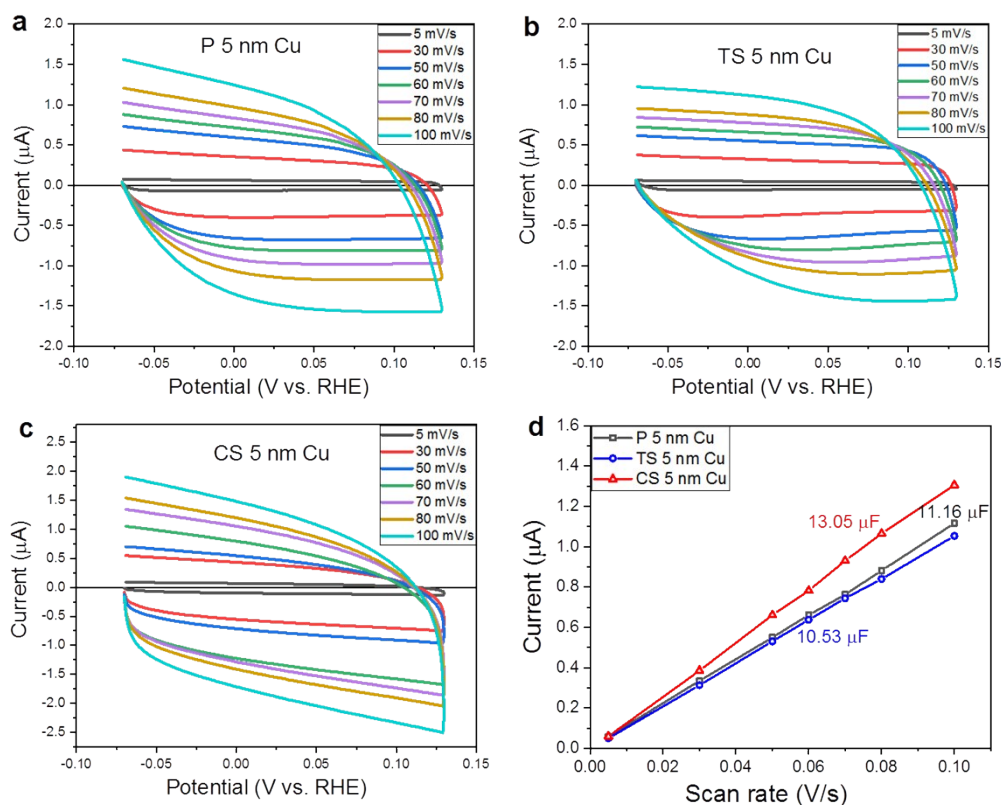 a
P 5 nm Cu
5 mV/s
30 mV/s
50 mV/s
60 mV/s
70 mV/s
80 mV/s
100 mV/s
2.0
1.5
1.0
0.5
0.0
-0.5
-1.0
-1.5
-2.0
Current (µA)
-0.10
-0.05
0.00
0.05
0.10
0.15
Potential (V vs. RHE)
b
TS 5 nm Cu
5 mV/s
30 mV/s
50 mV/s
60 mV/s
70 mV/s
80 mV/s
100 mV/s
2.0
1.5
1.0
0.5
0.0
-0.5
-1.0
-1.5
-2.0
Current (µA)
-0.10
-0.05
0.00
0.05
0.10
0.15
Potential (V vs. RHE)
c
CS 5 nm Cu
5 mV/s
30 mV/s
50 mV/s
60 mV/s
70 mV/s
80 mV/s
100 mV/s
2.5
2.0
1.5
1.0
0.5
0.0
-0.5
-1.0
-1.5
-2.0
-2.5
Current (µA)
-0.10
-0.05
0.00
0.05
0.10
0.15
Potential (V vs. RHE)
d
P 5 nm Cu
TS 5 nm Cu
CS 5 nm Cu
13.05 µF
11.16 µF
10.53 µF
1.6
1.4
1.2
1.0
0.8
0.6
0.4
0.2
0.0
Current (µA)
0.00
0.02
0.04
0.06
0.08
0.10
Scan rate (V/s)